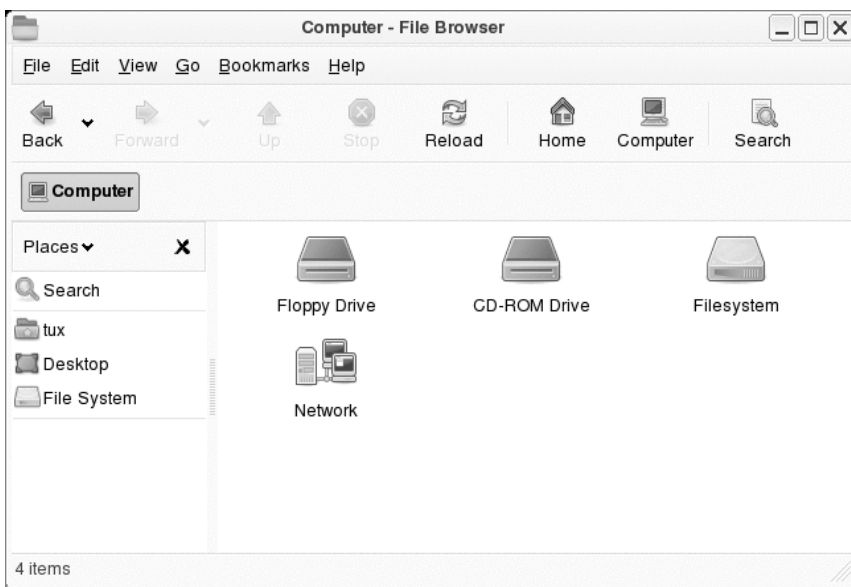 Computer - File Browser
File Edit View Go Bookmarks Help
Back Forward Up Stop Reload Home Computer Search
Computer
Places
Search
tux
Desktop
File System
Floppy Drive CD-ROM Drive Filesystem
Network
4 items